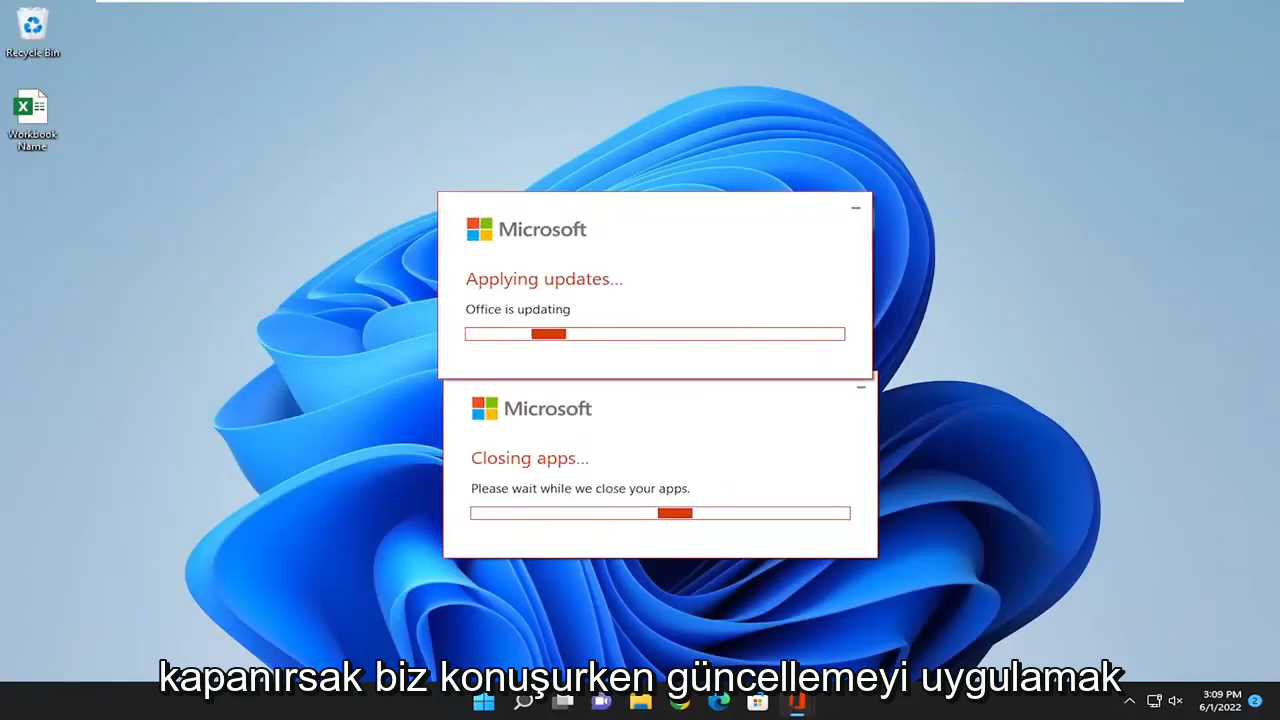 Recycle Bin
Workbook
Name
Microsoft
Applying updates...
Office is updating
Microsoft
Closing apps...
Please wait while we close your apps.
kapanırsak biz konuşurken güncellemeyi uygulamak
3:09 PM
6/1/2022
2